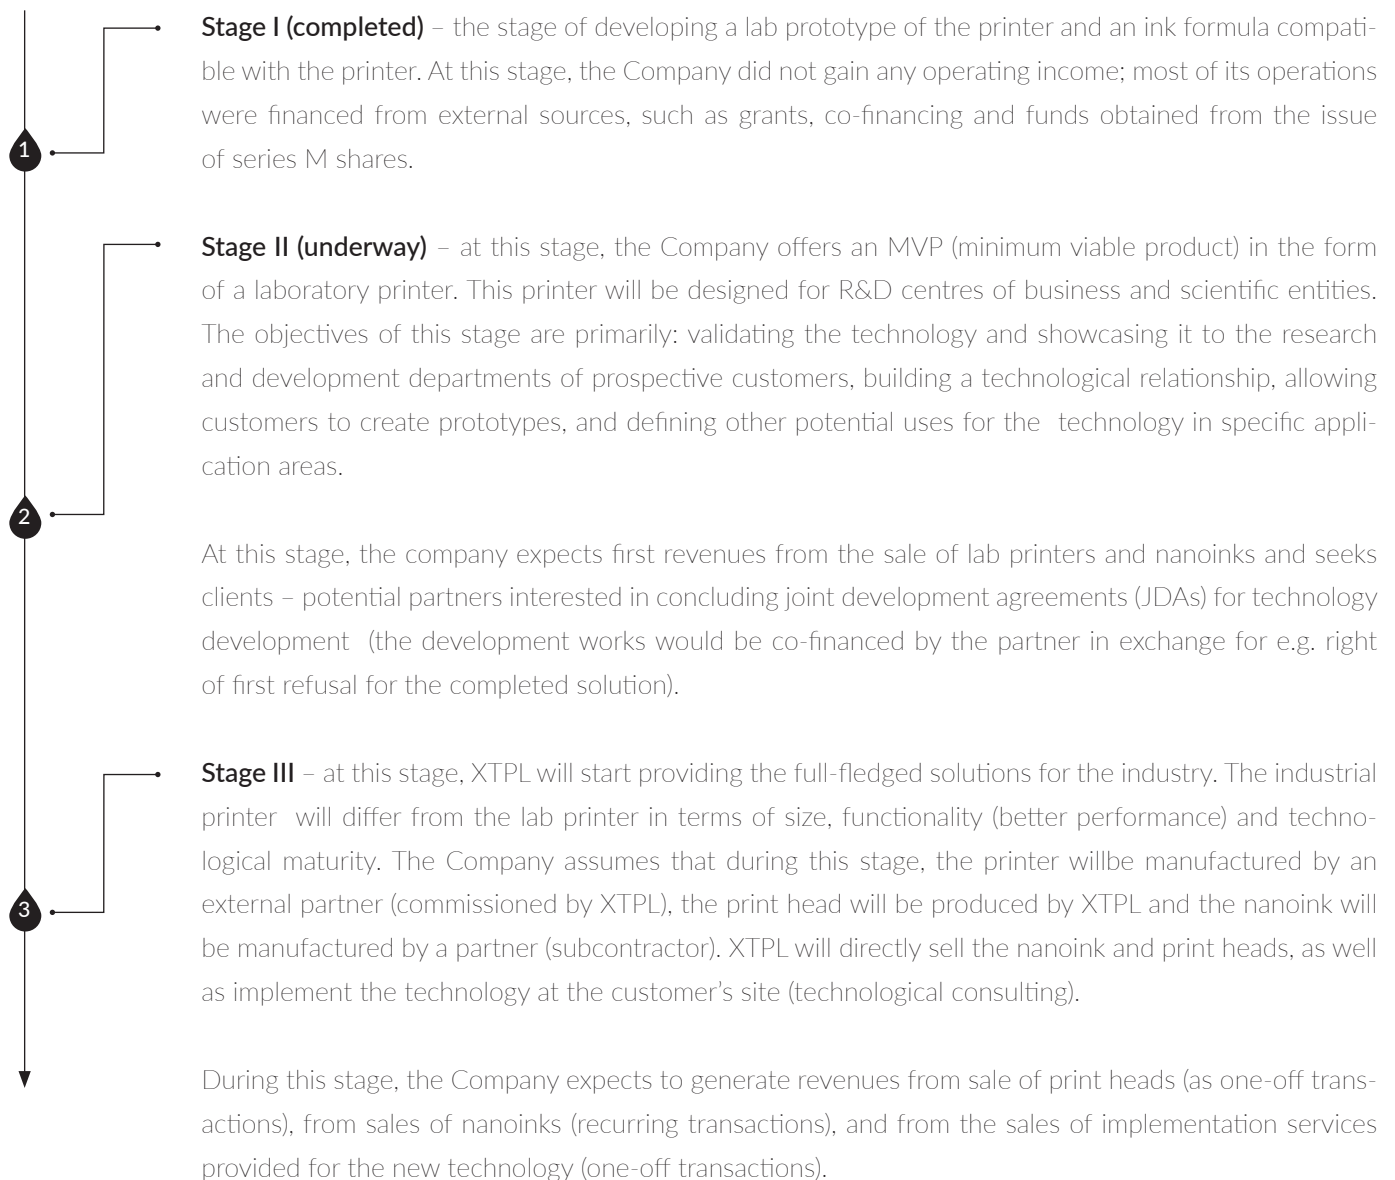 Stage I (completed) – the stage of developing a lab prototype of the printer and an ink formula compati-
ble with the printer. At this stage, the Company did not gain any operating income; most of its operations
were financed from external sources, such as grants, co-financing and funds obtained from the issue
1
of series M shares.
Stage II (underway) – at this stage, the Company offers an MVP (minimum viable product) in the form
of a laboratory printer. This printer will be designed for R&D centres of business and scientific entities.
The objectives of this stage are primarily: validating the technology and showcasing it to the research
and development departments of prospective customers, building a technological relationship, allowing
customers to create prototypes, and defining other potential uses for the  technology in specific appli-
cation areas.
2
At this stage, the company expects first revenues from the sale of lab printers and nanoinks and seeks
clients – potential partners interested in concluding joint development agreements (JDAs) for technology
development  (the development works would be co-financed by the partner in exchange for e.g. right
of first refusal for the completed solution).
Stage III – at this stage, XTPL will start providing the full-fledged solutions for the industry. The industrial
printer  will differ from the lab printer in terms of size, functionality (better performance) and techno-
logical maturity. The Company assumes that during this stage, the printer willbe manufactured by an
3
external partner (commissioned by XTPL), the print head will be produced by XTPL and the nanoink will
be manufactured by a partner (subcontractor). XTPL will directly sell the nanoink and print heads, as well
as implement the technology at the customer's site (technological consulting).
During this stage, the Company expects to generate revenues from sale of print heads (as one-off trans-
actions), from sales of nanoinks (recurring transactions), and from the sales of implementation services
provided for the new technology (one-off transactions).